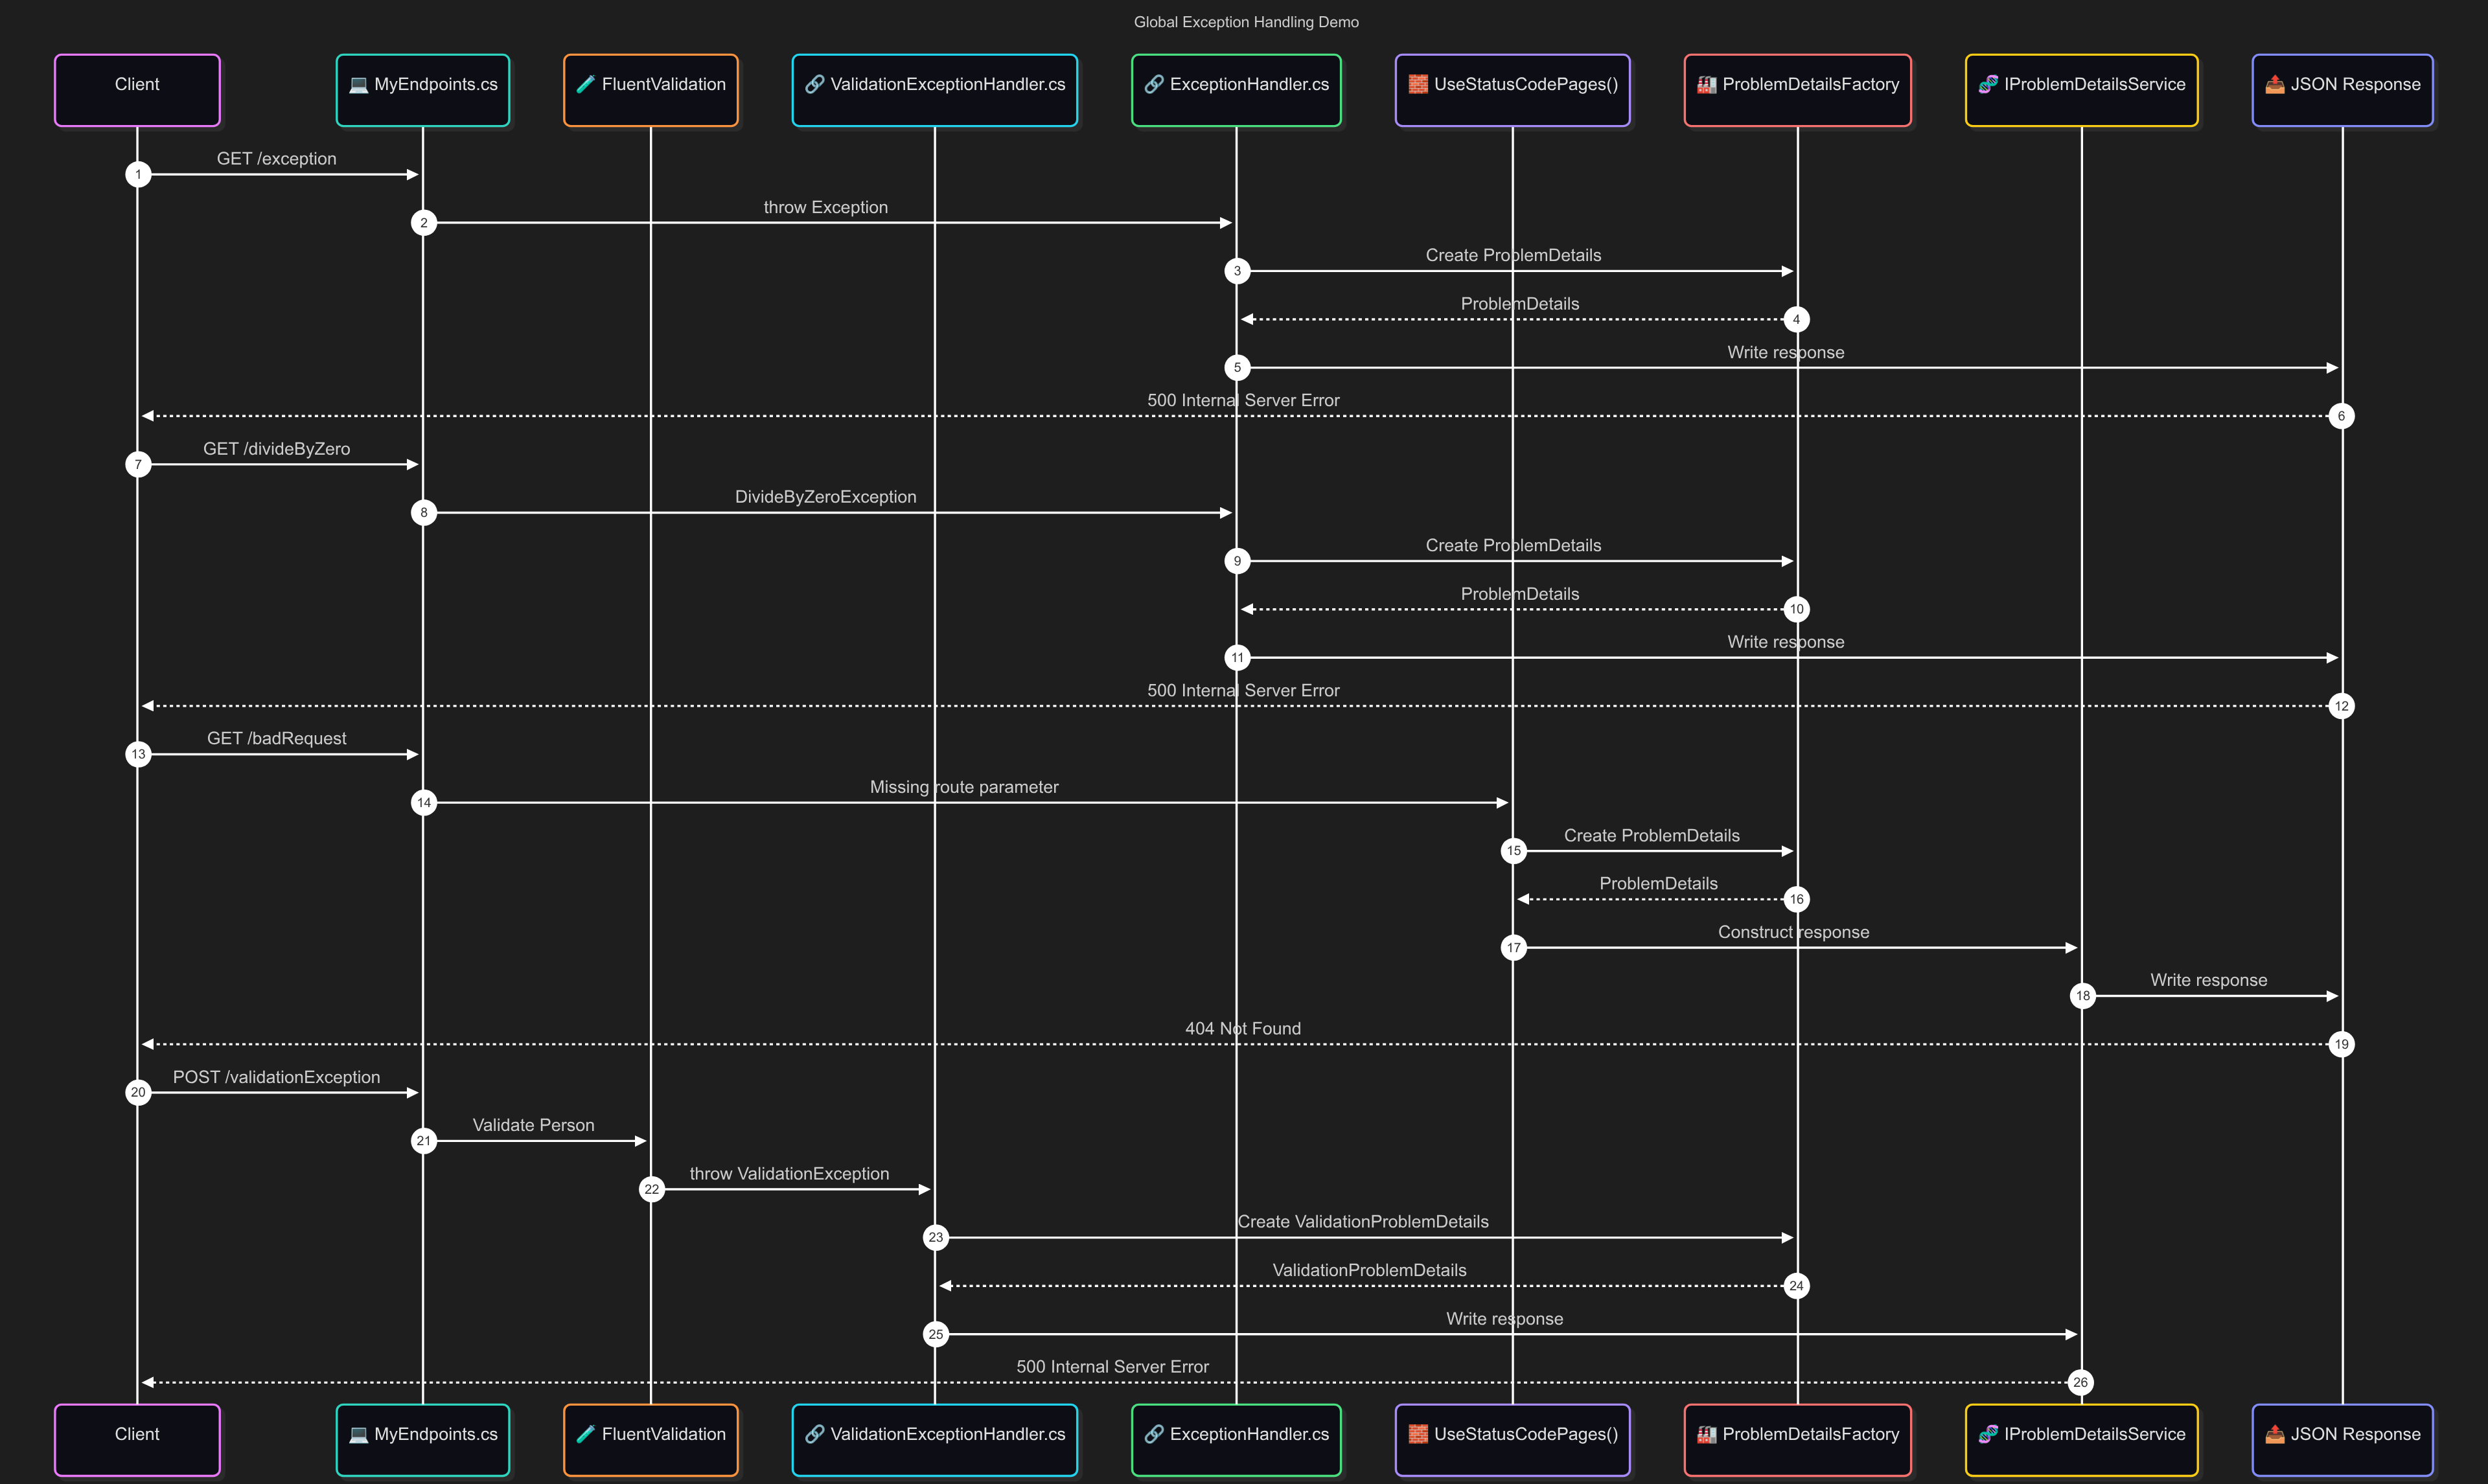 Global Exception Handling Demo
Client
💻 MyEndpoints.cs
🧪 FluentValidation
🔗 ValidationExceptionHandler.cs
🔗 ExceptionHandler.cs
🧱 UseStatusCodePages()
🏭 ProblemDetailsFactory
🧬 IProblemDetailsService
📤 JSON Response
GET /exception
1
throw Exception
2
Create ProblemDetails
3
ProblemDetails
4
Write response
5
500 Internal Server Error
6
GET /divideByZero
7
DivideByZeroException
8
Create ProblemDetails
9
ProblemDetails
10
Write response
11
500 Internal Server Error
12
GET /badRequest
13
Missing route parameter
14
Create ProblemDetails
15
ProblemDetails
16
Construct response
17
Write response
18
404 Not Found
19
POST /validationException
20
Validate Person
21
throw ValidationException
22
Create ValidationProblemDetails
23
ValidationProblemDetails
24
Write response
25
500 Internal Server Error
26
Client
💻 MyEndpoints.cs
🧪 FluentValidation
🔗 ValidationExceptionHandler.cs
🔗 ExceptionHandler.cs
🧱 UseStatusCodePages()
🏭 ProblemDetailsFactory
🧬 IProblemDetailsService
📤 JSON Response